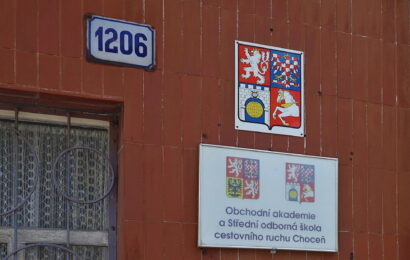 1206
Obchodní akademie
a Střední odborná škola
cestovního ruchu Choceň